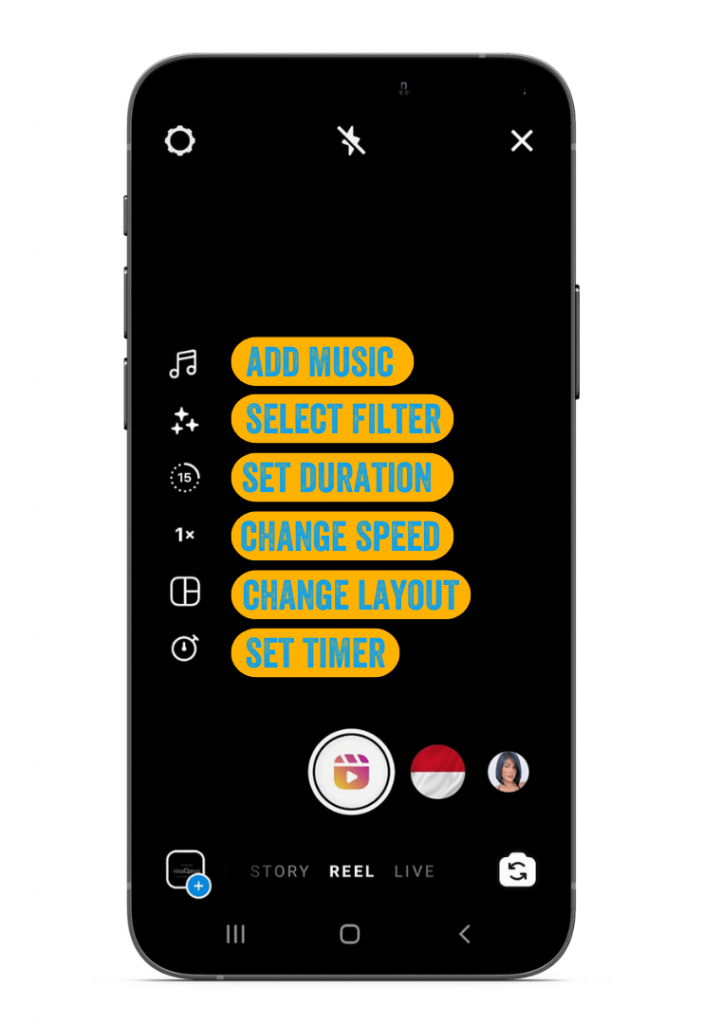 ADD MUSIC
SELECT FILTER
15
SET DURATION
1×
CHANGE SPEED
CHANGE LAYOUT
SET TIMER
STORY REEL LIVE